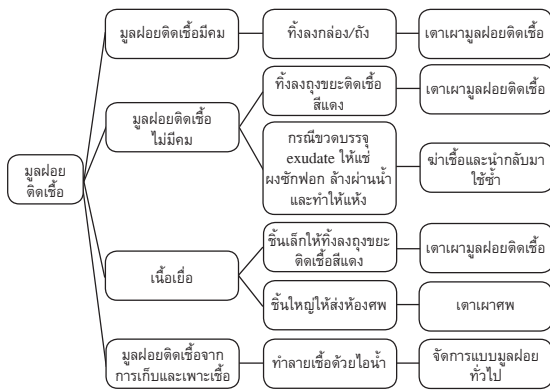 มูลฝอยติดเชื้อมีคม
ทิ้งลงกล่อง/ถัง
เตาเผามูลฝอยติดเชื้อ
มูลฝอยติดเชื้อ
ไม่มีคม
ทิ้งลงถุงขยะติดเชื้อ
สีแดง
เตาเผามูลฝอยติดเชื้อ
กรณีขวดบรรจุ
exudate ให้แช่
ผงซักฟอก ล้างผ่านน้ำ
และทำให้แห้ง
ฆ่าเชื้อและนำกลับมา
ใช้ซ้ำ
มูลฝอย
ติดเชื้อ
เนื้อเยื่อ
ชิ้นเล็กให้ทิ้งลงถุงขยะ
ติดเชื้อสีแดง
เตาเผามูลฝอยติดเชื้อ
ชิ้นใหญ่ให้ส่งห้องศพ
เตาเผาศพ
มูลฝอยติดเชื้อจาก
การเก็บและเพาะเชื้อ
ทำลายเชื้อด้วยไอน้ำ
จัดการแบบมูลฝอย
ทั่วไป